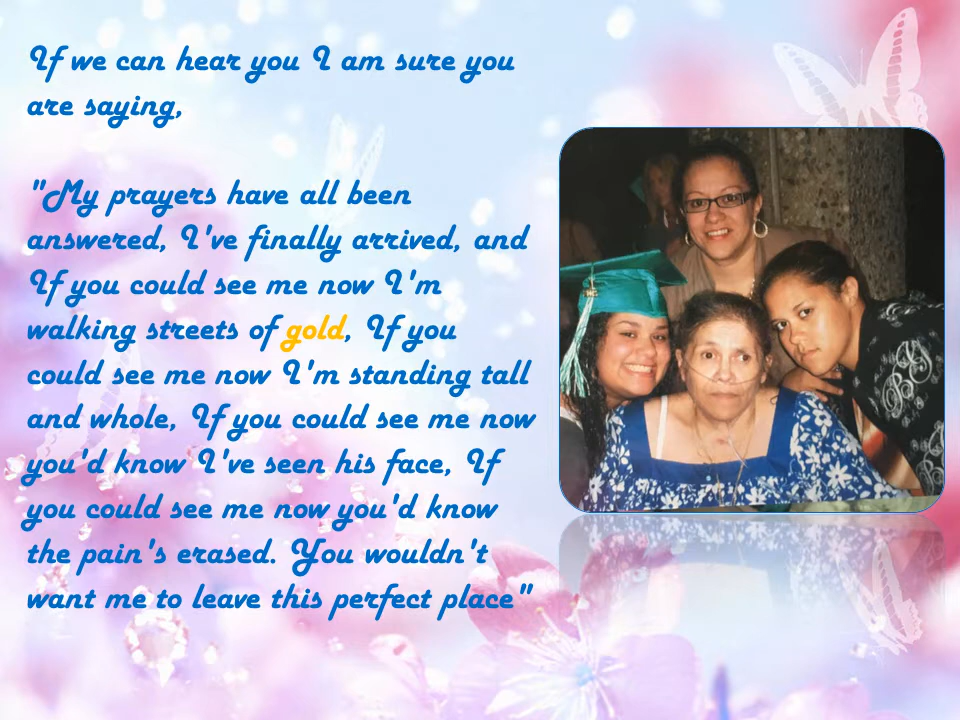 If we can hear you I am sure you
are saying,
"My prayers have all been
answered, I've finally arrived, and
If you could see me now I'm
walking streets of gold, If you
could see me now I'm standing tall
and whole, If you could see me now
you'd know I've seen his face, If
you could see me now you'd know
the pain's erased. You wouldn't
want me to leave this perfect place"